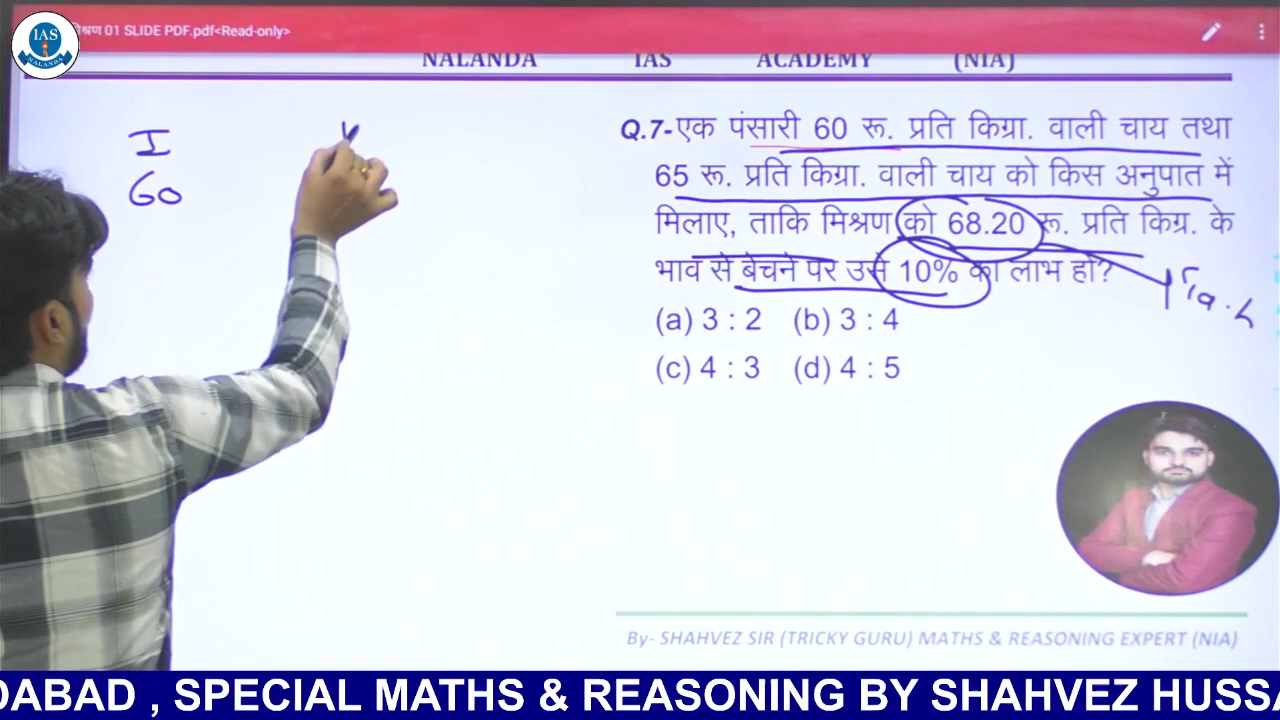 IAS
NALANDA
मिश्रण 01 SLIDE PDF.pdf<Read-only>
NALANDA IAS ACADEMY (NIA)
Q.7-एक पंसारी 60 रू. प्रति किग्रा. वाली चाय तथा
65 रू. प्रति किग्रा. वाली चाय को किस अनुपात में
मिलाए, ताकि मिश्रण को 68.20 रू. प्रति किग्र. के
भाव से बेचने पर उसे 10% का लाभ हो?
(a) 3 : 2 (b) 3 : 4
(c) 4 : 3 (d) 4 : 5
I
60
By- SHAHVEZ SIR (TRICKY GURU) MATHS & REASONING EXPERT (NIA)
DABAD , SPECIAL MATHS & REASONING BY SHAHVEZ HUSSA